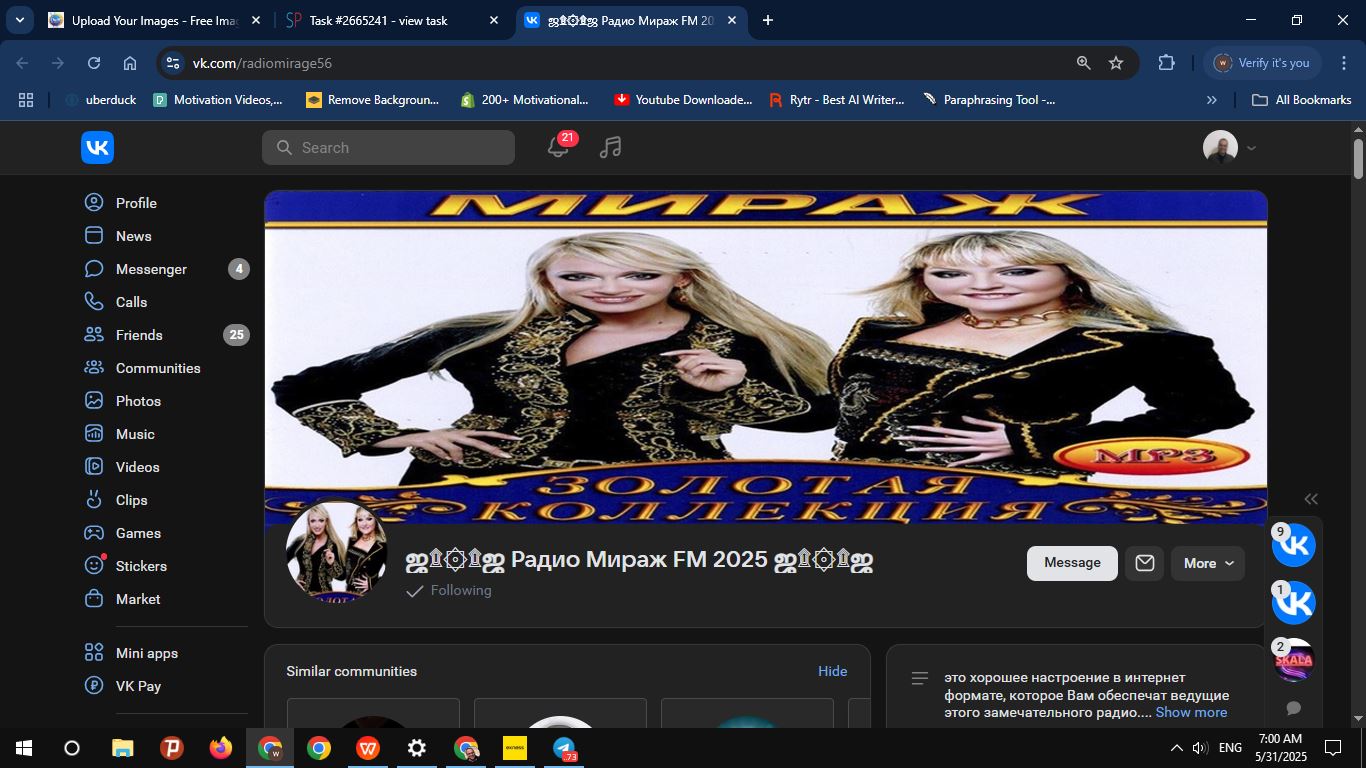 Upload Your Images - Free Imag
Task #2665241 - view task
ஜ۩۞۩ஜ Радио Мираж FM 20
vk.com/radiomirage56
Verify it's you
uberduck
Motivation Videos,...
Remove Backgroun...
200+ Motivational...
Youtube Downloade...
Rytr - Best AI Writer...
Paraphrasing Tool -...
All Bookmarks
Search
21
Profile
News
Messenger 4
Calls
Friends 25
Communities
Photos
Music
Videos
Clips
Games
Stickers
Market
Mini apps
VK Pay
МИРАЖ
MP3
ЗОЛОТАЯ
КОЛЛЕКЦИЯ
ஜ۩۞۩ஜ Радио Мираж FM 2025 ஜ۩۞۩ஜ
Following
Message
More
Similar communities
Hide
это хорошее настроение в интернет
формате, которое Вам обеспечат ведущие
этого замечательного радио.... Show more
9
1
2
SKALA
73
ENG
7:00 AM
5/31/2025